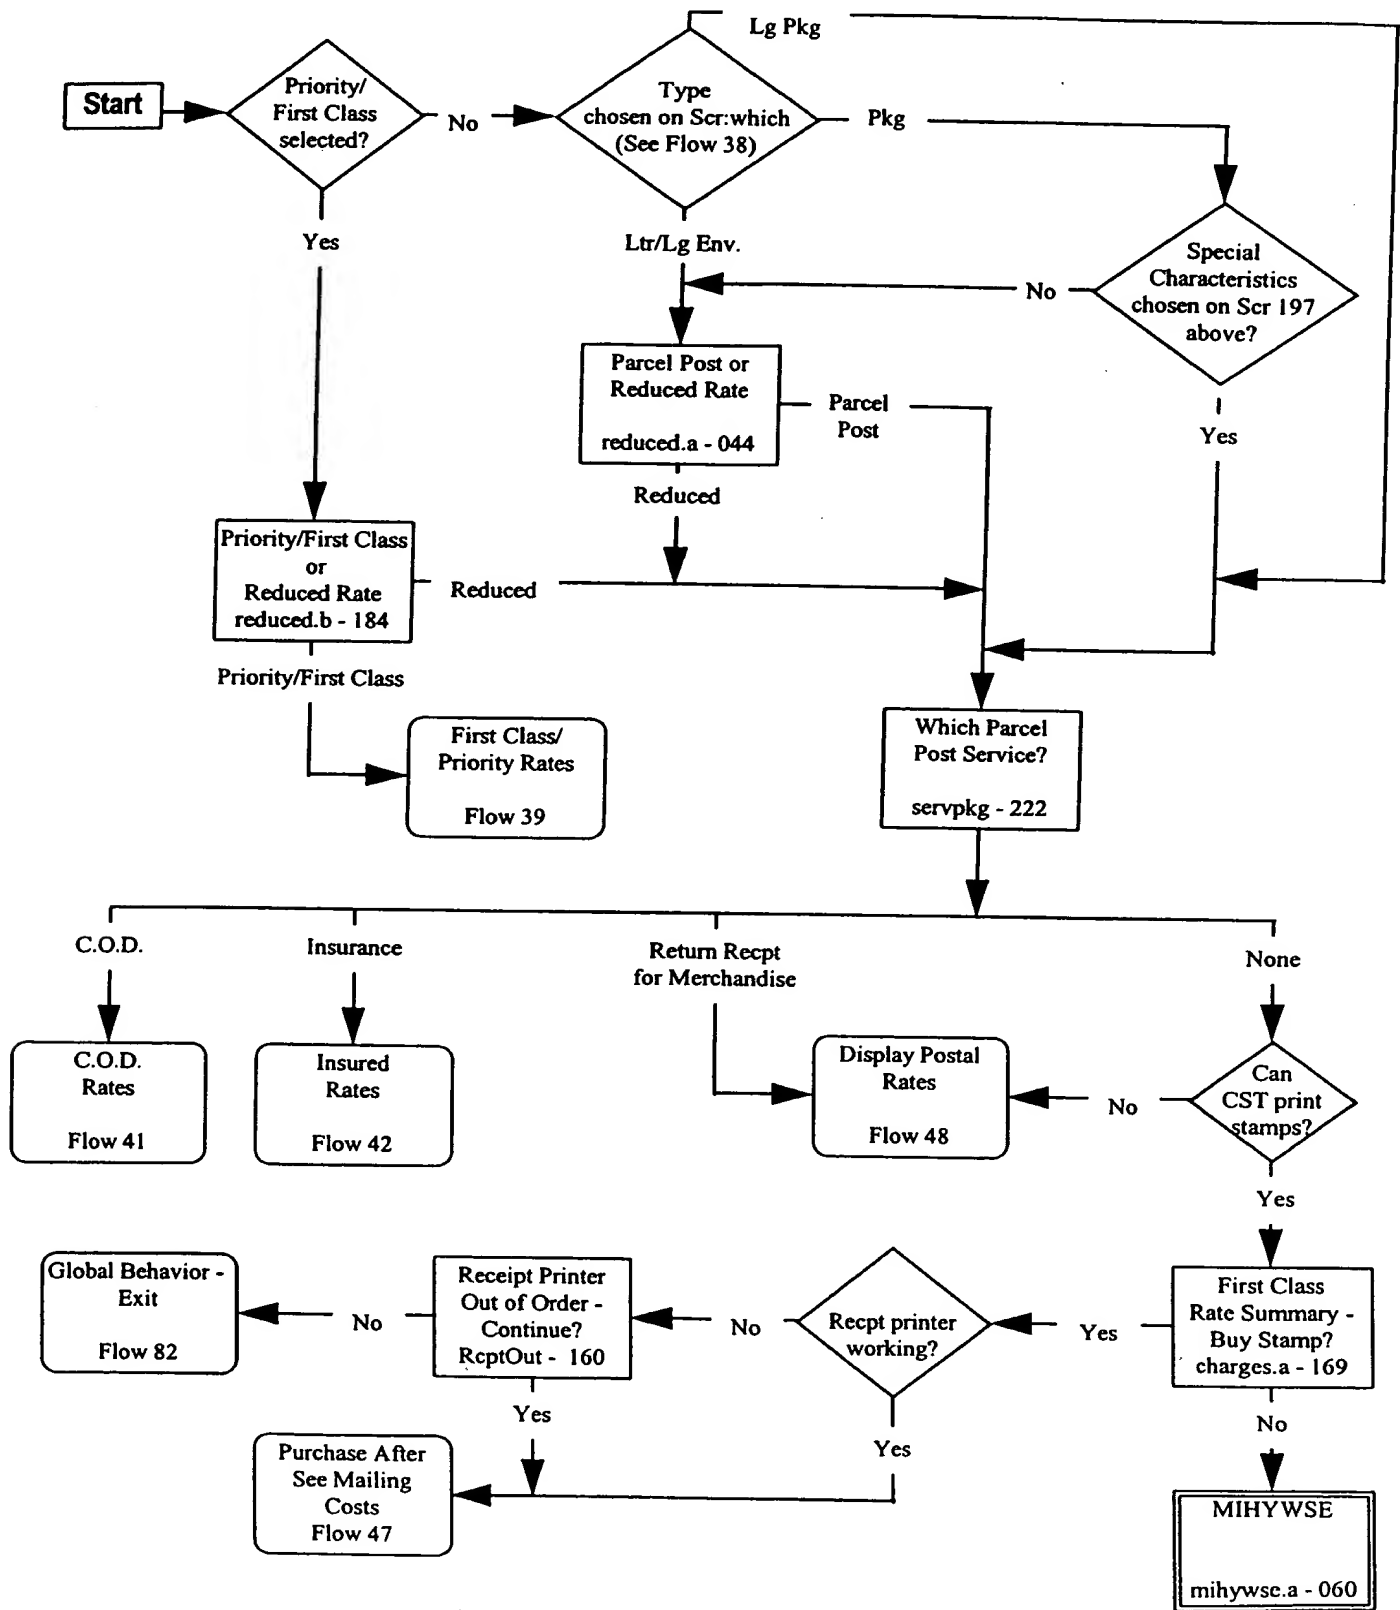 Lg Pkg
Start
Priority/
First Class
selected?
No
Type
chosen on Scr:which
(See Flow 38)
Pkg
Yes
Ltr/Lg Env.
Special
Characteristics
chosen on Scr 197
above?
No
Parcel Post or
Reduced Rate
reduced.a - 044
Parcel
Post
Yes
Reduced
Priority/First Class
or
Reduced Rate
reduced.b - 184
Reduced
Priority/First Class
First Class/
Priority Rates
Flow 39
Which Parcel
Post Service?
servpkg - 222
C.O.D.
Insurance
Return Recpt
for Merchandise
None
C.O.D.
Rates
Flow 41
Insured
Rates
Flow 42
Display Postal
Rates
Flow 48
No
Can
CST print
stamps?
Yes
Global Behavior -
Exit
Flow 82
No
Receipt Printer
Out of Order -
Continue?
RcptOut - 160
No
Recpt printer
working?
Yes
First Class
Rate Summary -
Buy Stamp?
charges.a - 169
Yes
Yes
No
Purchase After
See Mailing
Costs
Flow 47
MIHYWSE
mihywse.a - 060